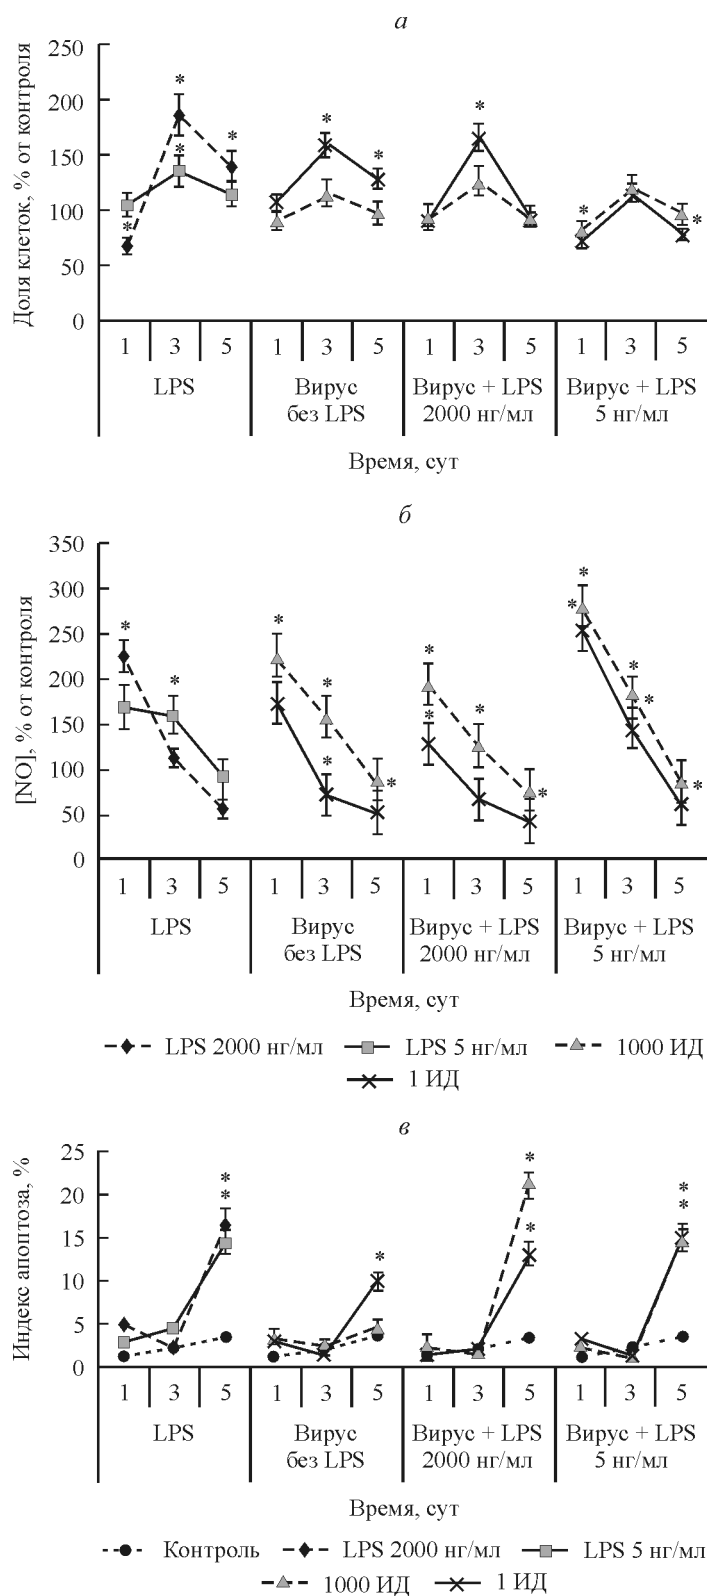 а
Доля клеток, % от контроля
250
200
150
100
50
0
* * * * * * * * *
1 3 5 1 3 5 1 3 5 1 3 5
LPS Вирус без LPS Вирус + LPS 2000 нг/мл Вирус + LPS 5 нг/мл
Время, сут
б
[NO], % от контроля
350
300
250
200
150
100
50
0
* * * * * * * * * * * * * * *
1 3 5 1 3 5 1 3 5 1 3 5
LPS Вирус без LPS Вирус + LPS 2000 нг/мл Вирус + LPS 5 нг/мл
Время, сут
LPS 2000 нг/мл LPS 5 нг/мл 1000 ИД
1 ИД
в
Индекс апоптоза, %
25
20
15
10
5
0
* * * * * * *
1 3 5 1 3 5 1 3 5 1 3 5
LPS Вирус без LPS Вирус + LPS 2000 нг/мл Вирус + LPS 5 нг/мл
Время, сут
Контроль LPS 2000 нг/мл LPS 5 нг/мл
1000 ИД 1 ИД